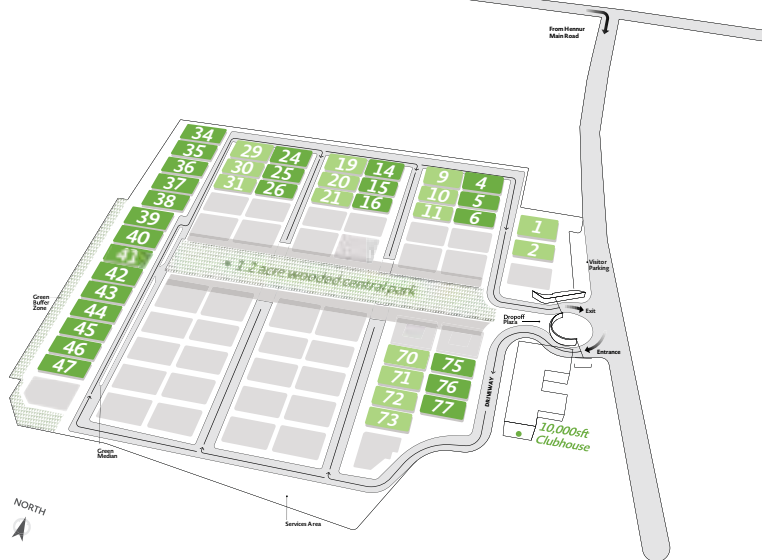 From Hennur
Main Road
34
35
36
37
38
39
40
41
42
43
44
45
46
47
29 24
30 25
31 26
19 14
20 15
21 16
9 4
10 5
11 6
1
2
* 1.2 acre wooded central park
Visitor
Parking
Green
Buffer
Zone
Dropoff
Plaza
Exit
Entrance
70 75
71 76
72 77
73
DRIVEWAY
10,000sft
Clubhouse
Green
Median
Services Area
NORTH